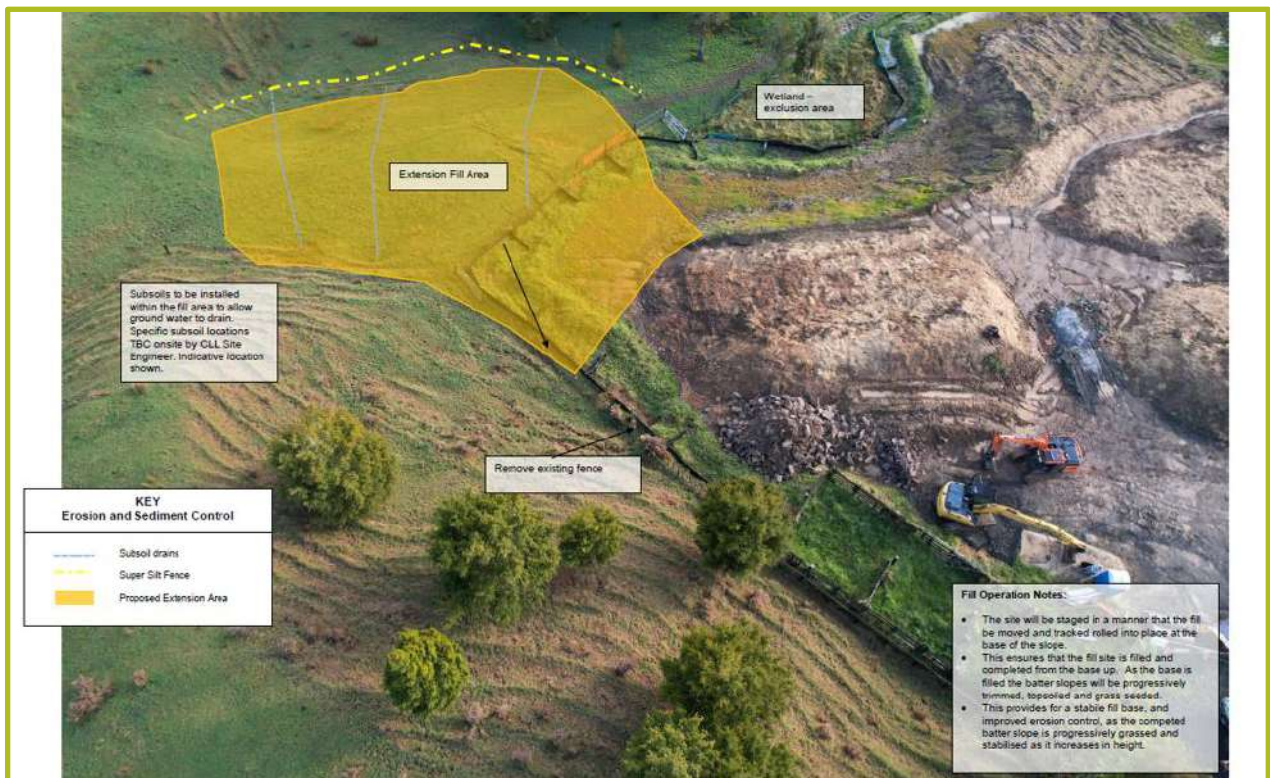 Wetland –
exclusion area
Extension Fill Area
Subsoils to be installed
within the fill area to allow
ground water to drain.
Specific subsoil locations
TBC onsite by CLL Site
Engineer. Indicative location
shown.
Remove existing fence
KEY
Erosion and Sediment Control
Subsoil drains
Super Silt Fence
Proposed Extension Area
Fill Operation Notes:
• The site will be staged in a manner that the fill
be moved and tracked rolled into place at the
base of the slope.
• This ensures that the fill site is filled and
completed from the base up. As the base is
filled the batter slopes will be progressively
trimmed, topsoiled and grass seeded.
• This provides for a stabile fill base, and
improved erosion control, as the competed
batter slope is progressively grassed and
stabilised as it increases in height.